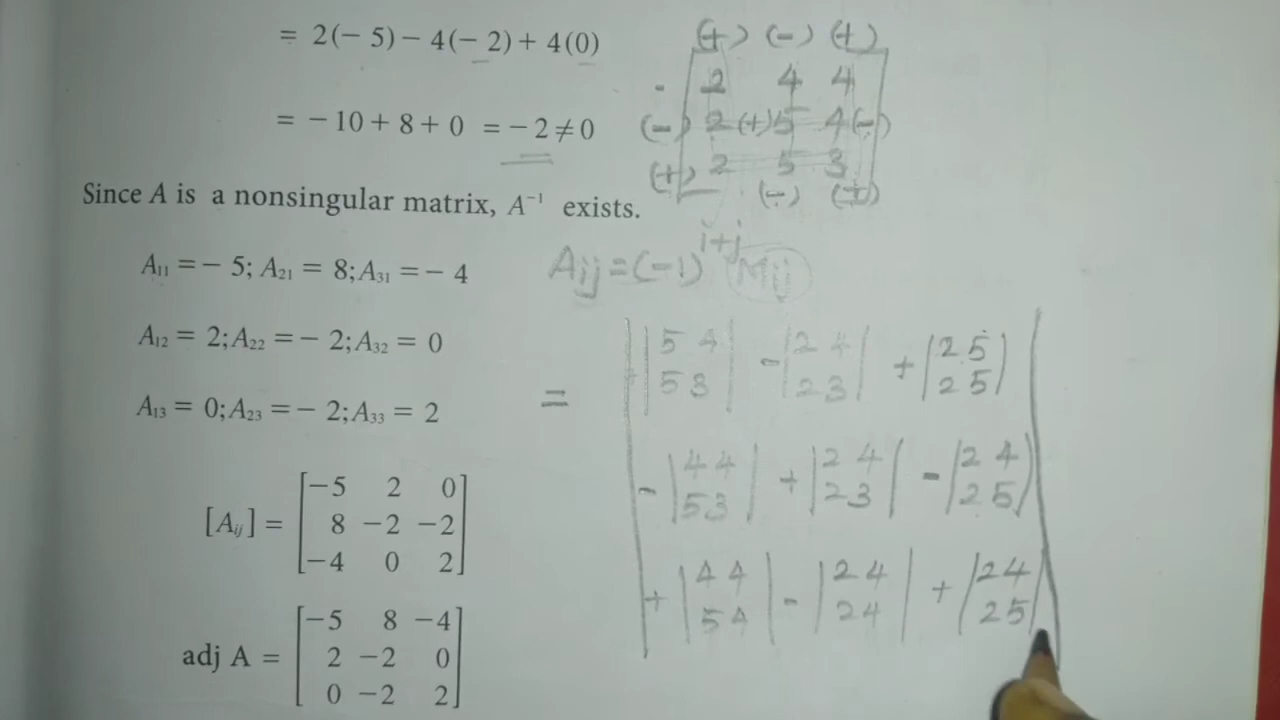 = 2(− 5) − 4(− 2) + 4(0)
= − 10 + 8 + 0 = − 2 ≠ 0
Since A is a nonsingular matrix, A⁻¹ exists.
A₁₁ = − 5; A₂₁ = 8; A₃₁ = − 4
A₁₂ = 2; A₂₂ = − 2; A₃₂ = 0
A₁₃ = 0; A₂₃ = − 2; A₃₃ = 2
[Aᵢⱼ] =
−5 2 0
8 −2 −2
−4 0 2
adj A =
−5 8 −4
2 −2 0
0 −2 2
(+) (−) (+)
- 2 4 4
(−) 2 (+) 5 4 (−)
(+) 2 5 3
(−) (+)
Aij = (−1)^i+j Mij
=
+ |5 4| − |2 4| + |2 5|
|5 3| |2 3| |2 5|
− |4 4| + |2 4| − |2 4|
|5 3| |2 3| |2 5|
+ |4 4| − |2 4| + |2 4|
|5 4| |2 4| |2 5|